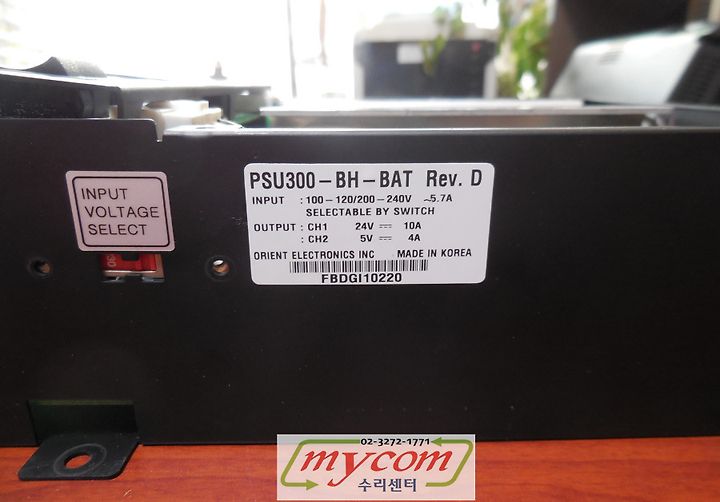 INPUT
VOLTAGE
SELECT
PSU300-BH-BAT Rev. D
INPUT : 100-120/200-240V ~5.7A
SELECTABLE BY SWITCH
OUTPUT : CH1 24V ⎓ 10A
: CH2 5V ⎓ 4A
ORIENT ELECTRONICS INC MADE IN KOREA
FBDGI10220
02-3272-1771
mycom
수리센터